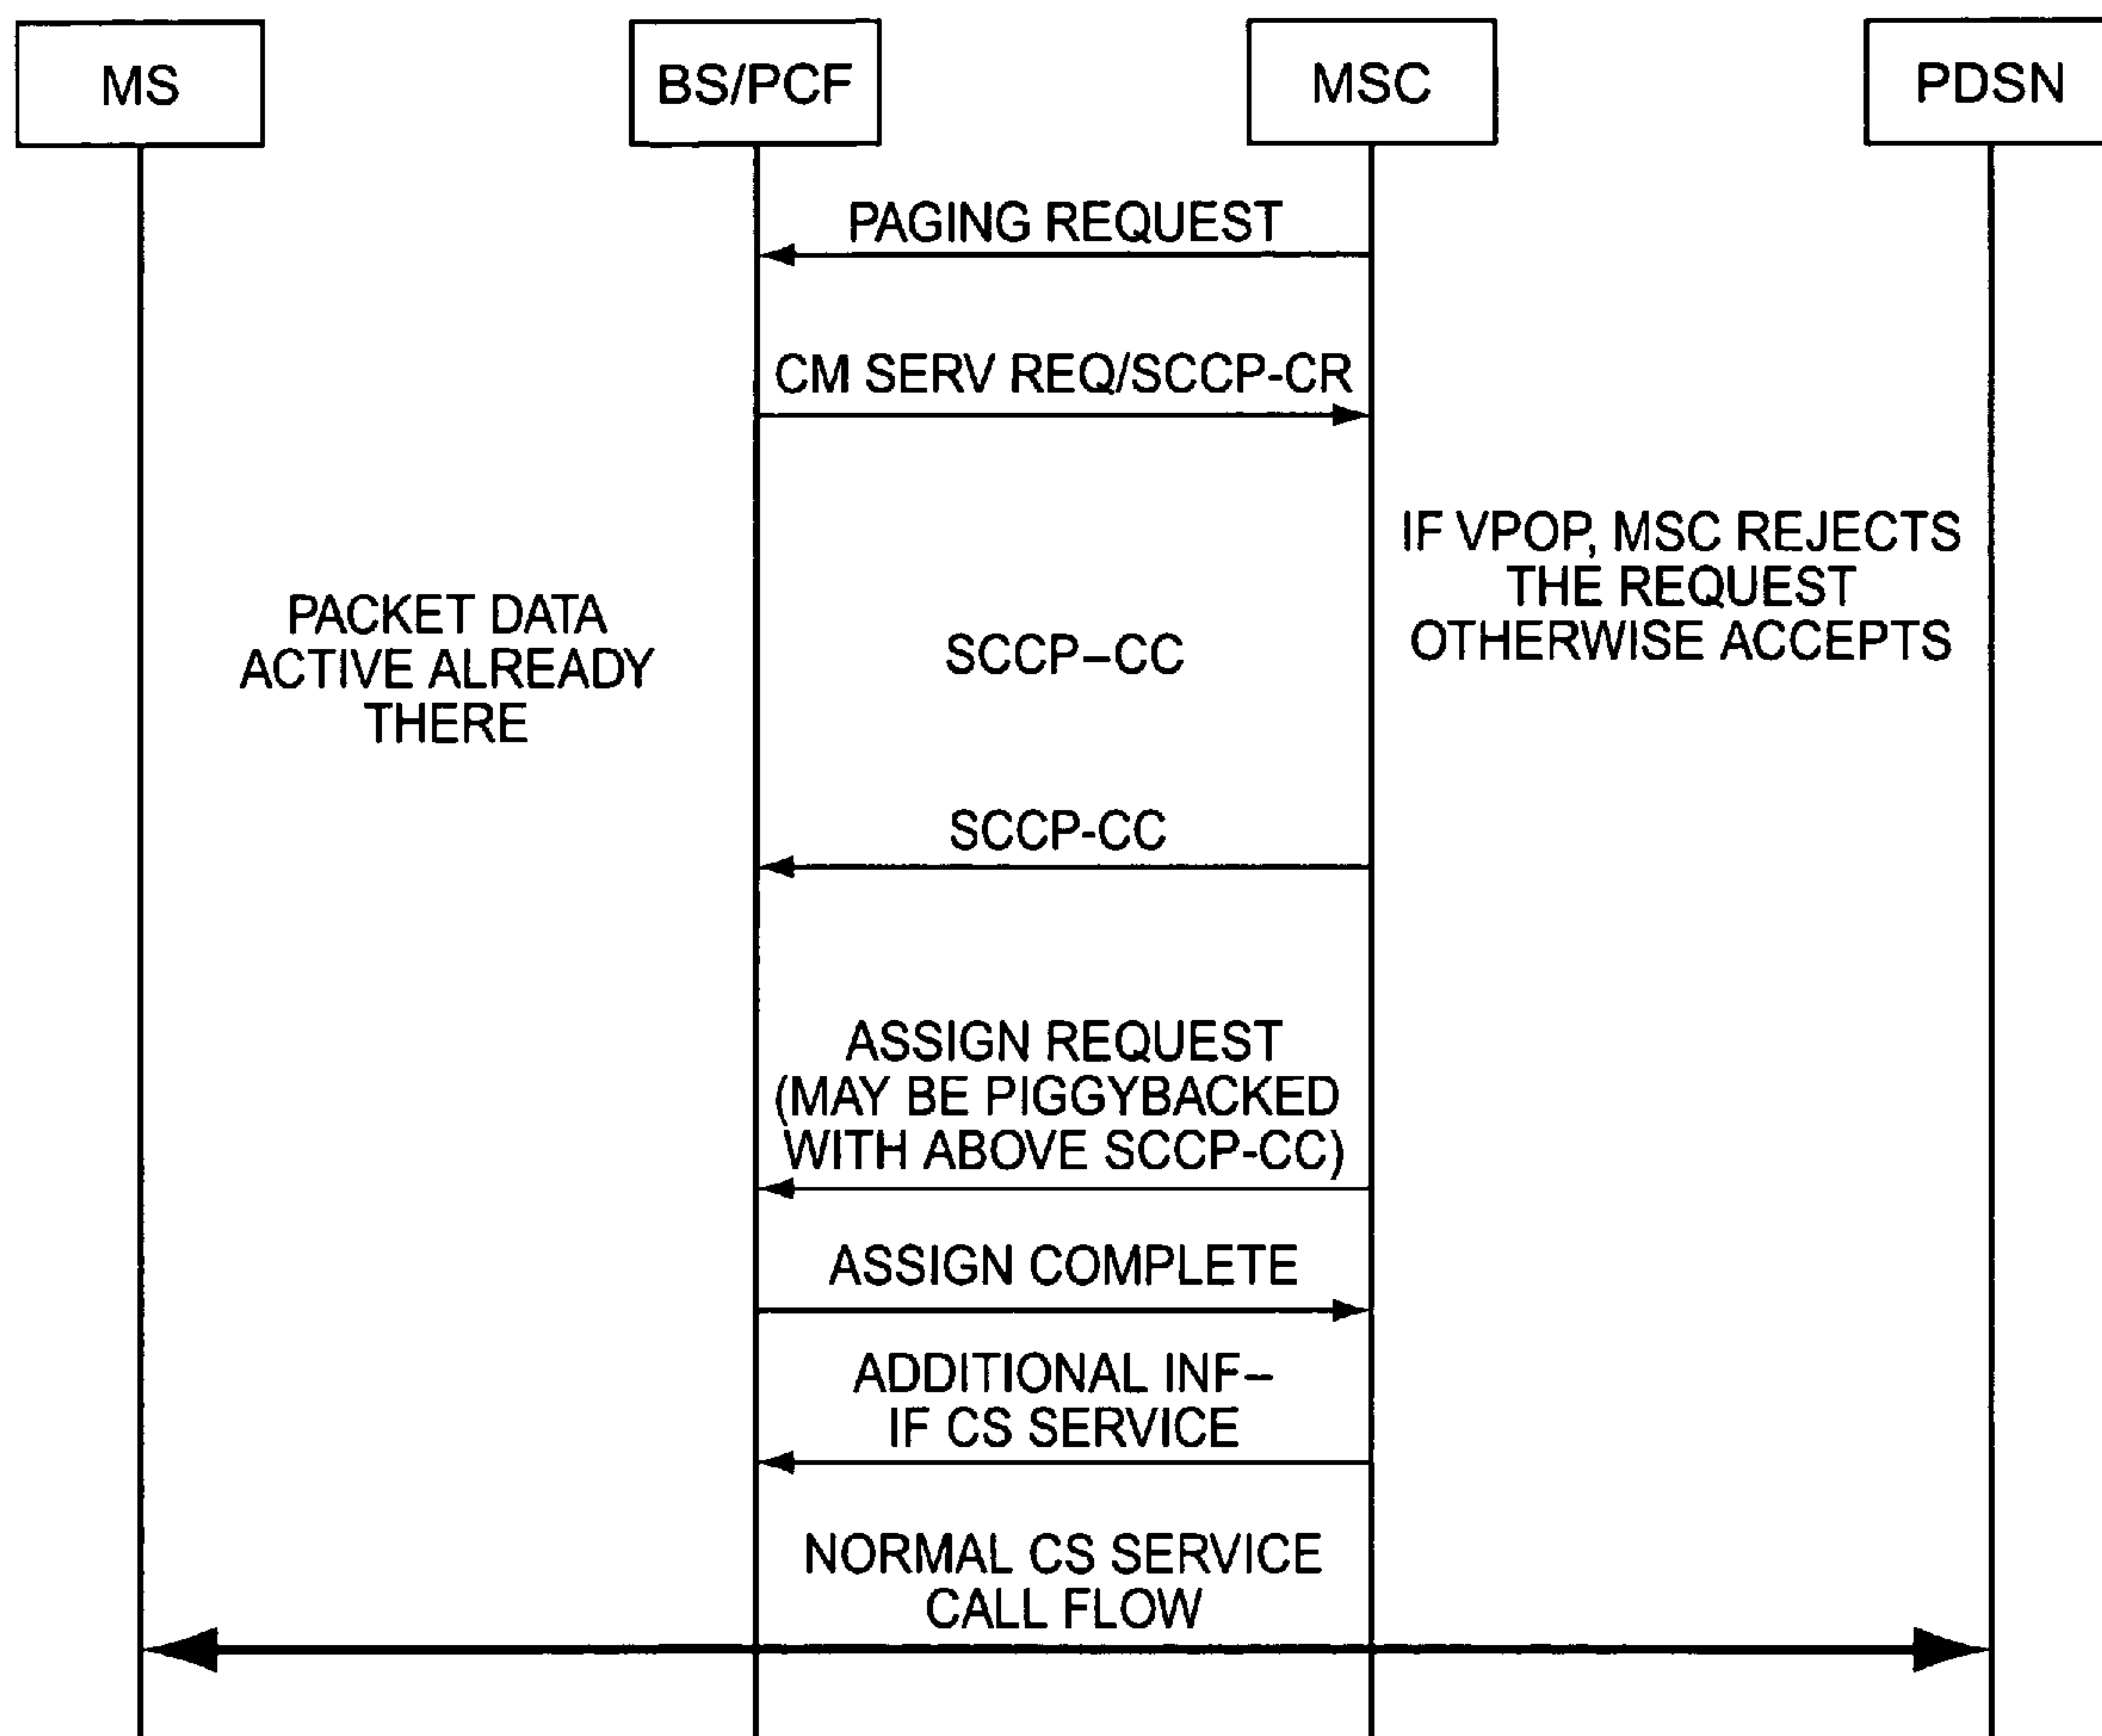 MS
BS/PCF
MSC
PDSN
PAGING REQUEST
CM SERV REQ/SCCP-CR
IF VPOP, MSC REJECTS
THE REQUEST
OTHERWISE ACCEPTS
PACKET DATA
ACTIVE ALREADY
THERE
SCCP–CC
SCCP-CC
ASSIGN REQUEST
(MAY BE PIGGYBACKED
WITH ABOVE SCCP-CC)
ASSIGN COMPLETE
ADDITIONAL INF–
IF CS SERVICE
NORMAL CS SERVICE
CALL FLOW